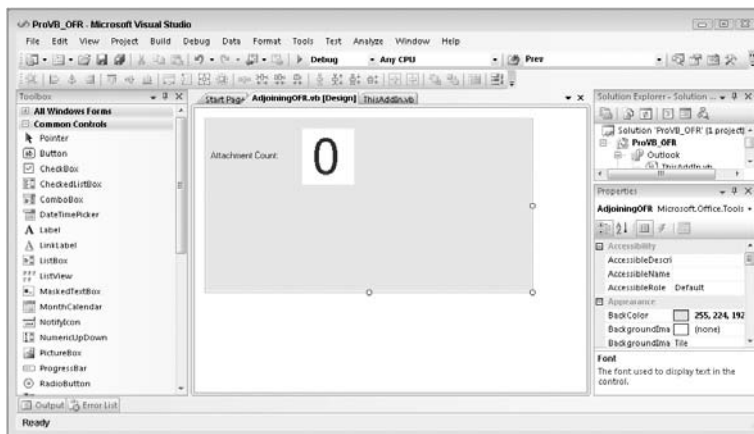 ProVB_OFR - Microsoft Visual Studio
File Edit View Project Build Debug Data Format Tools Test Analyze Window Help
Debug Any CPU Prev
Toolbox
All Windows Forms
Common Controls
Pointer
Button
CheckBox
CheckedListBox
ComboBox
DateTimePicker
Label
LinkLabel
ListBox
ListView
MaskedTextBox
MonthCalendar
NotifyIcon
NumericUpDown
PictureBox
ProgressBar
RadioButton
Start Page AdjoiningOFR.vb [Design] ThisAddIn.vb
Attachment Count: 0
Solution Explorer - Solution ...
Solution 'ProVB_OFR' (1 project)
ProVB_OFR
Outlook
ThisAddIn.vb
Properties
AdjoiningOFR Microsoft.Office.Tools
Accessibility
AccessibleDescri
AccessibleName
AccessibleRole Default
Appearance
BackColor 255, 224, 192
BackgroundIma (none)
BackgroundIma Tile
Font
The font used to display text in the
control.
Output Error List
Ready